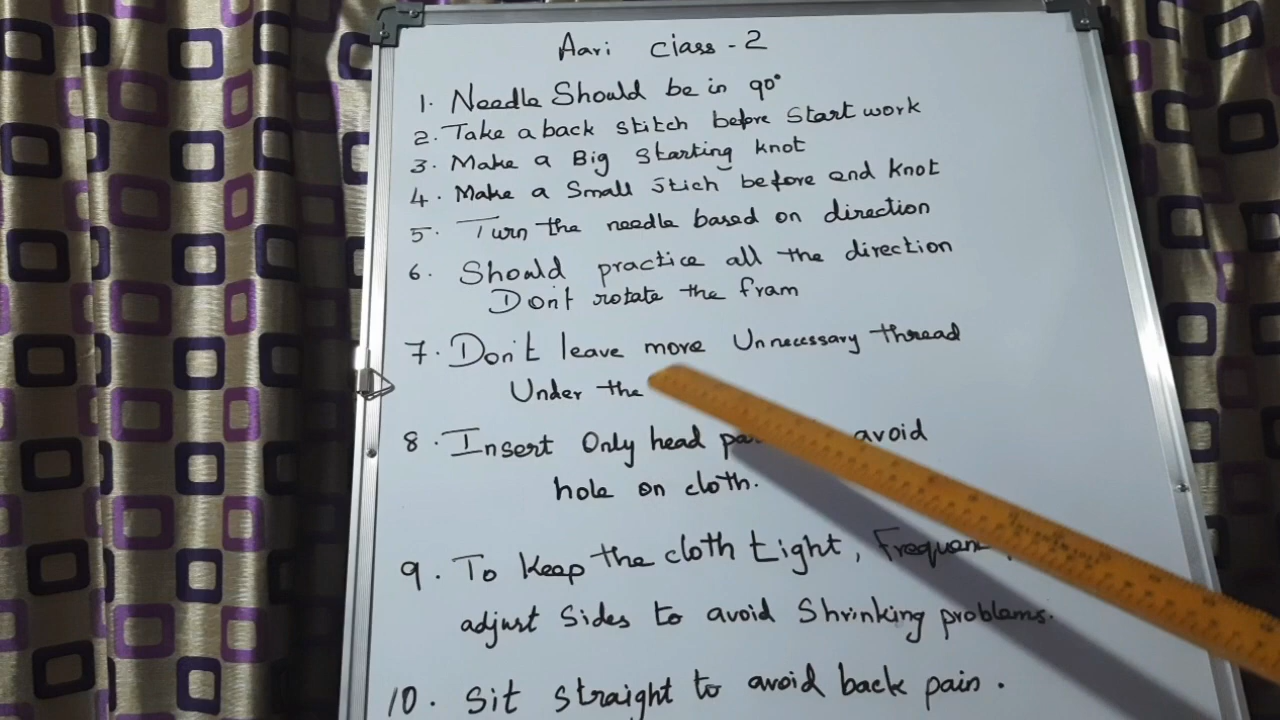 Aari class - 2
1. Needle Should be in 90°
2. Take a back stitch before Start work
3. Make a Big starting knot
4. Make a Small stich before end knot
5. Turn the needle based on direction
6. Should practice all the direction
Don't rotate the fram
7. Don't leave more Unnecessary thread
Under the
8. Insert Only head avoid
hole on cloth.
9. To Keep the cloth tight,
adjust Sides to avoid Shrinking problems.
10. Sit straight to avoid back pain.